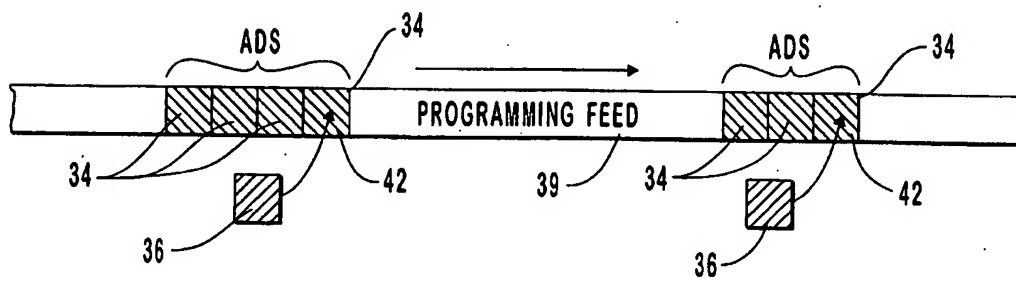 ADS 34 ADS 34
PROGRAMMING FEED
34 42 39 34 42
36 36